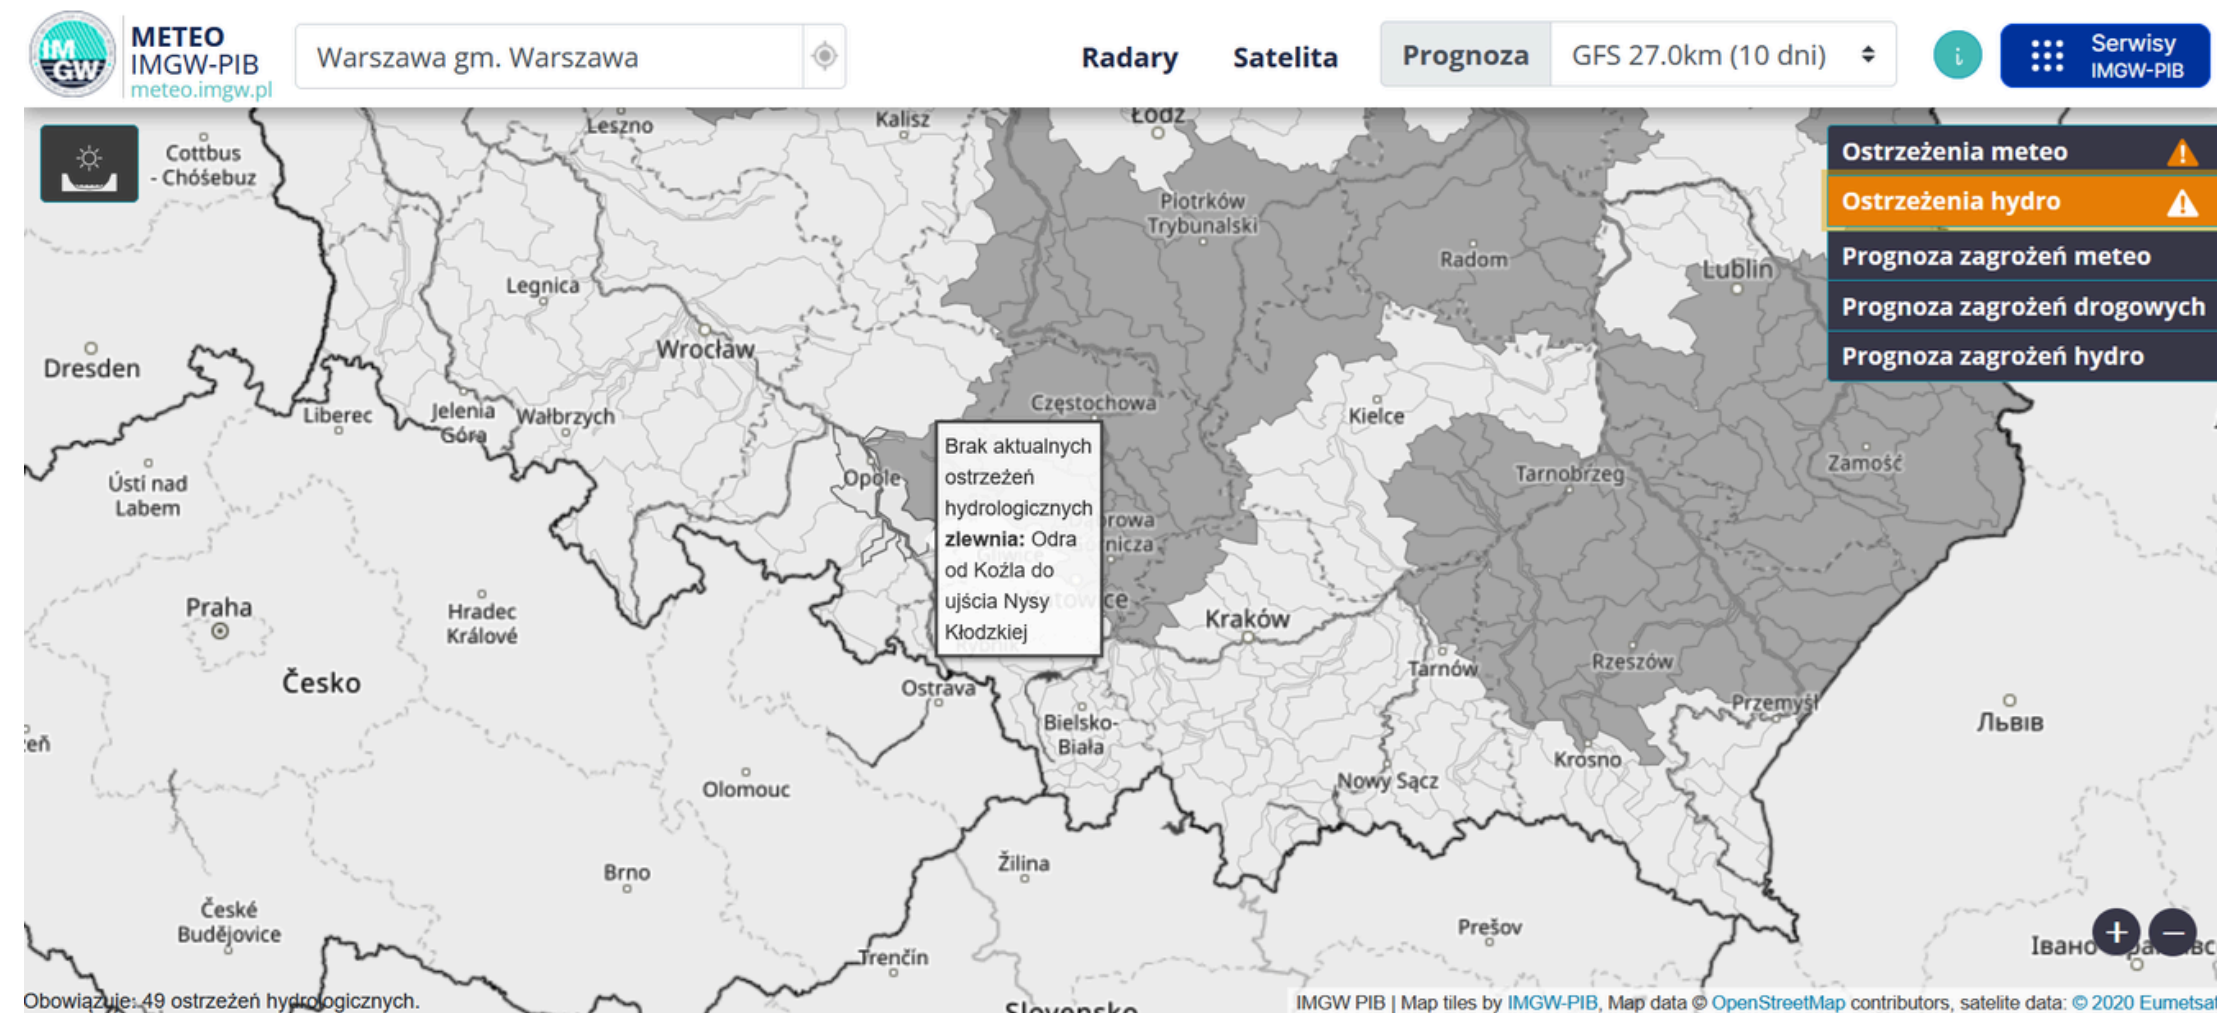 METEO
IMGW-PIB
meteo.imgw.pl
Warszawa gm. Warszawa
Radary
Satelita
Prognoza
GFS 27.0km (10 dni)
i
Serwisy
IMGW-PIB
IM
GW
Ostrzeżenia meteo
Ostrzeżenia hydro
Prognoza zagrożeń meteo
Prognoza zagrożeń drogowych
Prognoza zagrożeń hydro
Leszno
Kalisz
Łódź
Cottbus
- Chóśebuz
Piotrków
Trybunalski
Radom
Lublin
Legnica
Wrocław
Dresden
Liberec
Jelenia
Góra
Wałbrzych
Częstochowa
Kielce
Opole
Tarnobrzeg
Zamość
Ústí nad
Labem
Brak aktualnych
ostrzeżeń
hydrologicznych
zlewnia: Odra
od Koźla do
ujścia Nysy
Kłodzkiej
Gliwice
Rybnik
Praha
Hradec
Králové
Kraków
Tarnów
Rzeszów
Przemyśl
Česko
Ostrava
Bielsko-
Biała
Львів
Krosno
Nowy Sącz
Olomouc
Žilina
Brno
České
Budějovice
Prešov
Trenčín
Slovensko
+
−
Obowiązuje: 49 ostrzeżeń hydrologicznych.
IMGW PIB | Map tiles by IMGW-PIB, Map data © OpenStreetMap contributors, satelite data: © 2020 Eumetsat